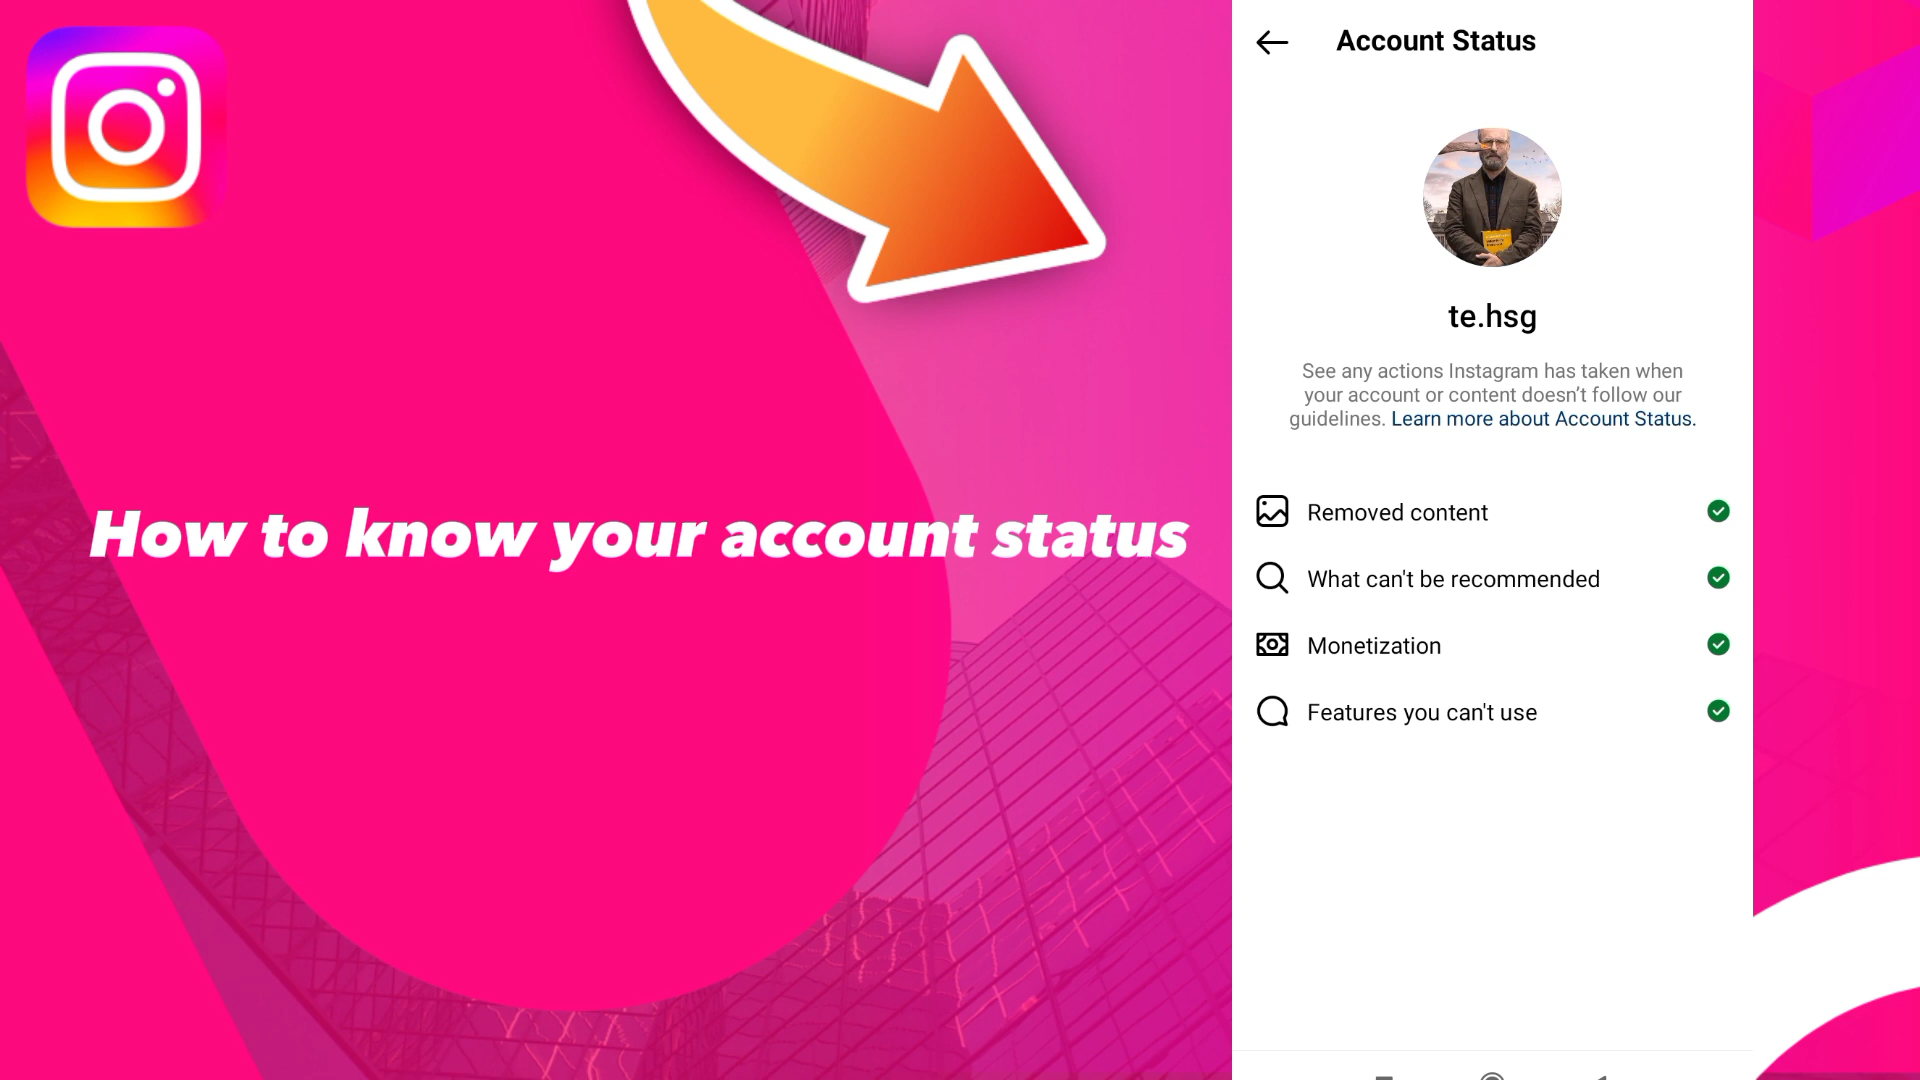 How to know your account status
Account Status
te.hsg
See any actions Instagram has taken when
your account or content doesn’t follow our
guidelines. Learn more about Account Status.
Removed content
What can't be recommended
Monetization
Features you can't use